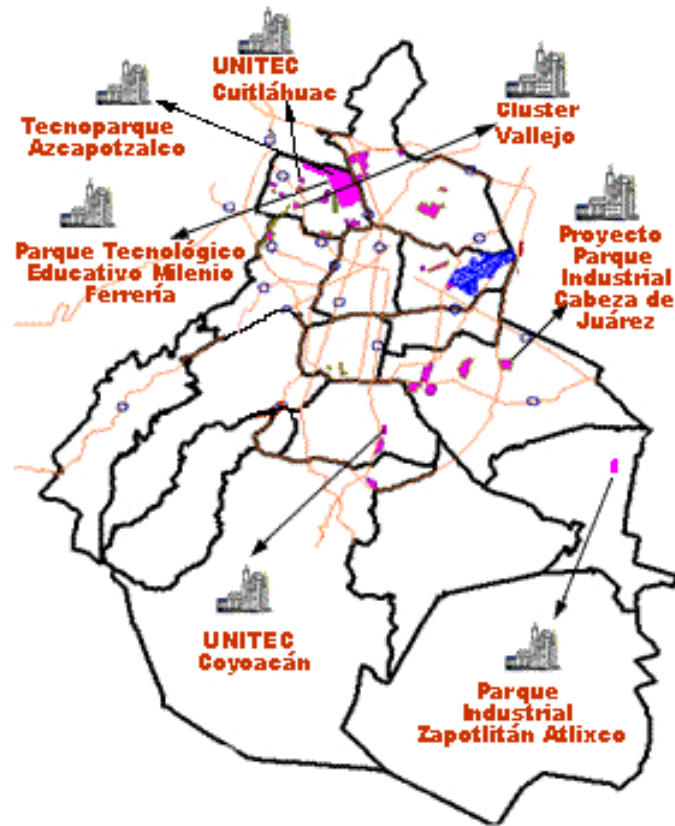 UNITEC
Cuitláhuac
Tecnoparque
Azcapotzalco
Cluster
Vallejo
Parque Tecnológico
Educativo Milenio
Ferrería
Proyecto
Parque
Industrial
Cabeza de
Juárez
UNITEC
Coyoacán
Parque
Industrial
Zapotlitán Atlixco